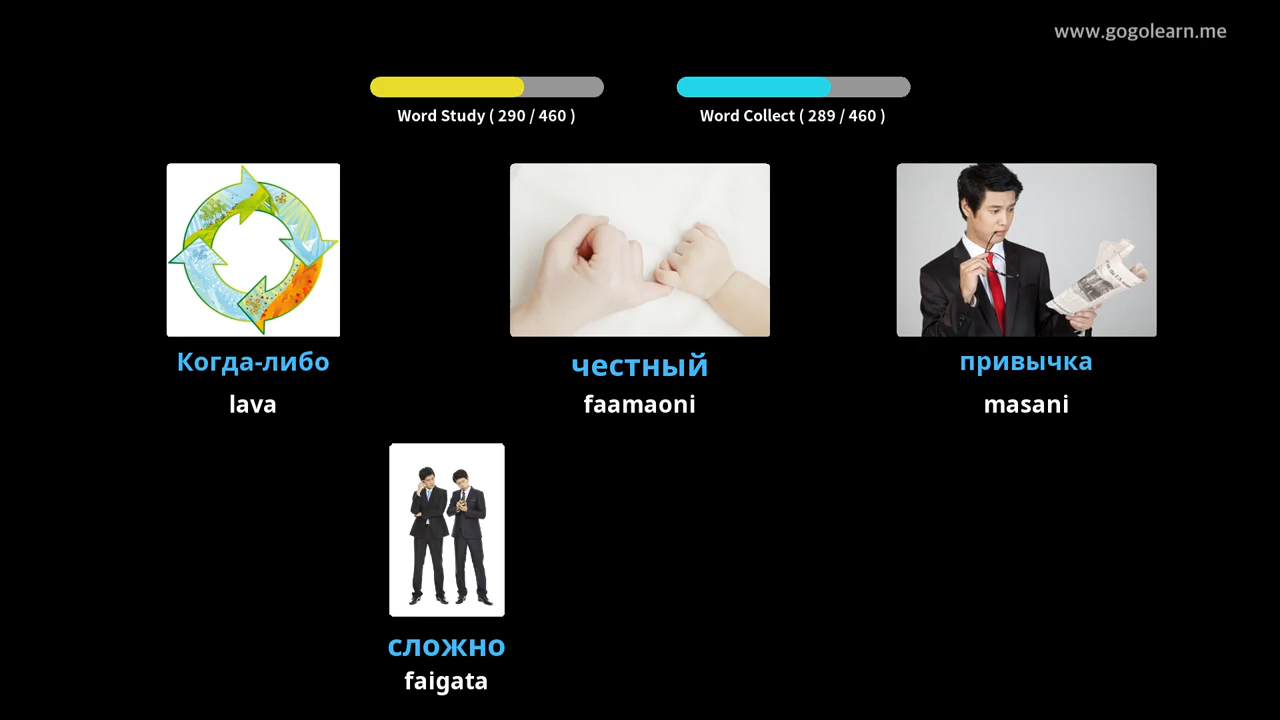 www.gogolearn.me
Word Study ( 290 / 460 )
Word Collect ( 289 / 460 )
Когда-либо
честный
привычка
lava
faamaoni
masani
сложно
faigata